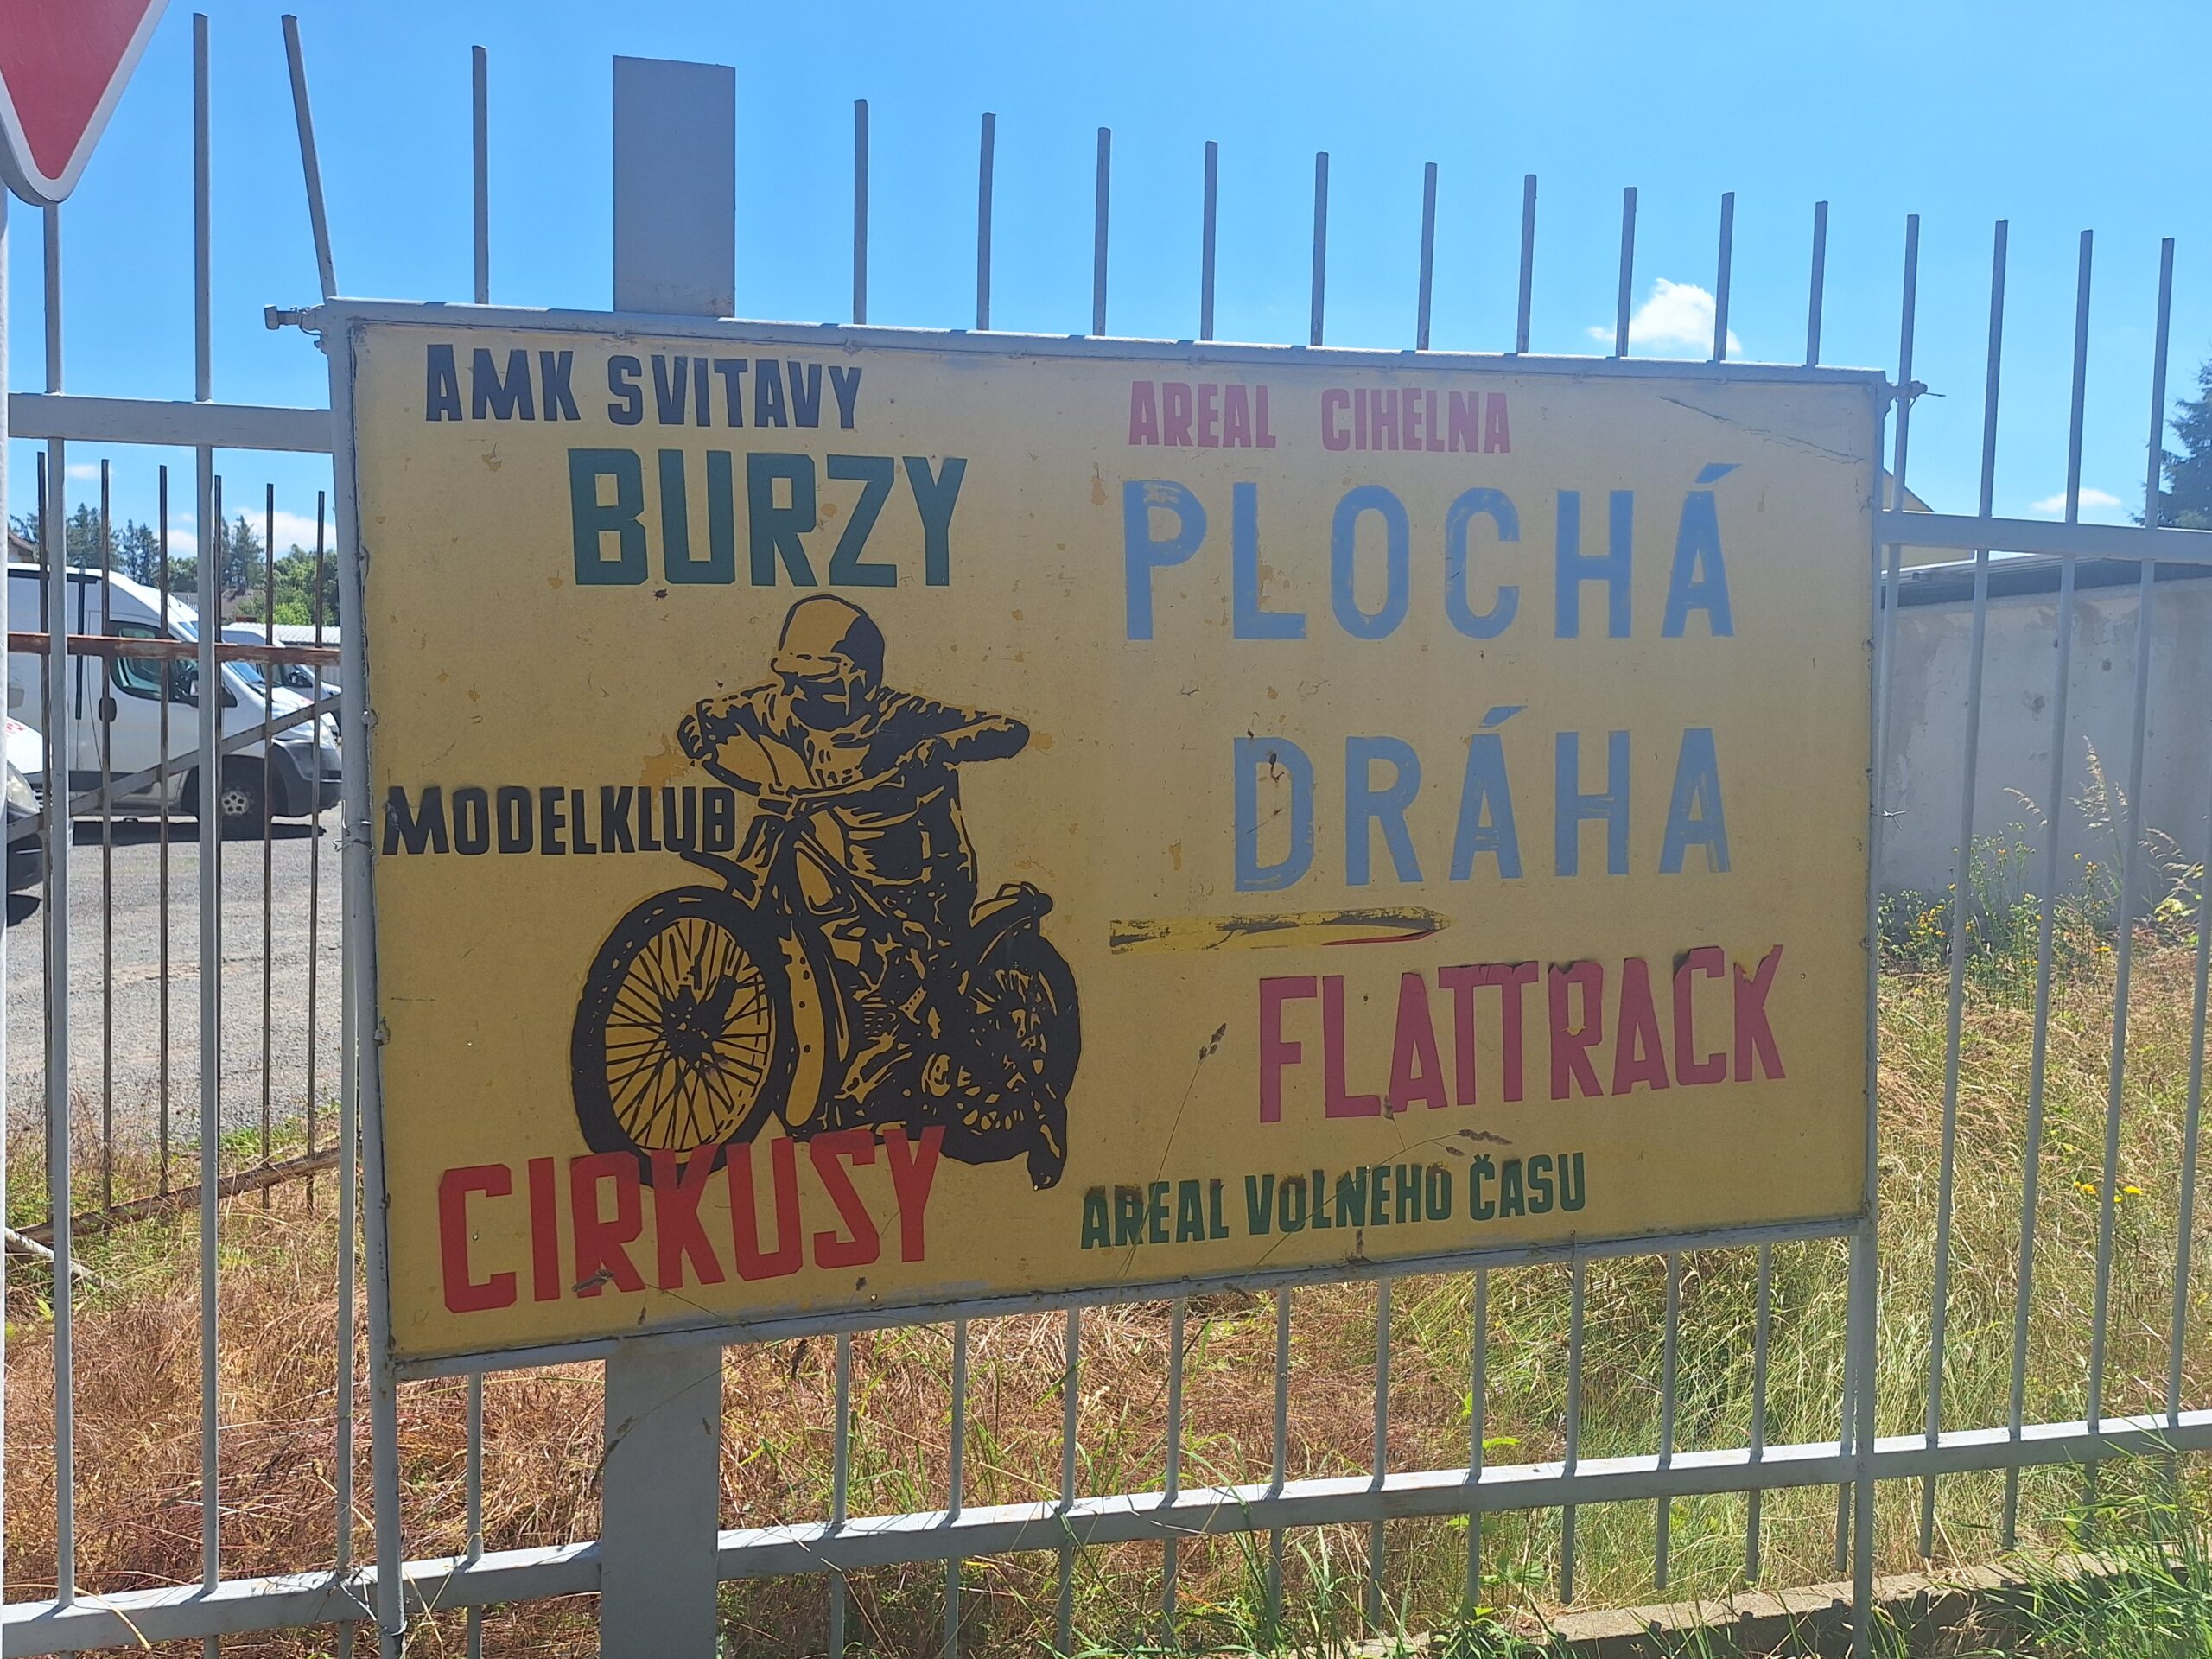 AMK SVITAVY
BURZY
MODELKLUB
CIRKUSY
AREAL CIHELNA
PLOCHÁ
DRÁHA
FLATTRACK
AREAL VOLNEHO ČASU